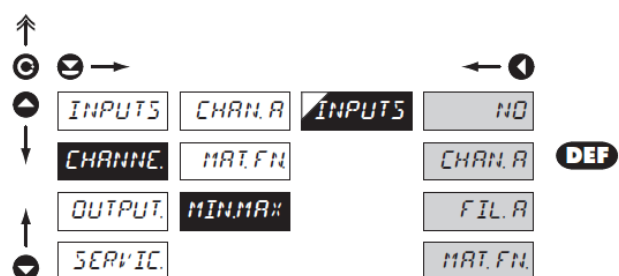 INPUTS CHAN. A INPUTS NO
CHANNE. MAT. FN. CHAN. A DEF
OUTPUT. MIN.MAX FIL. A
SERVIC. MAT. FN.